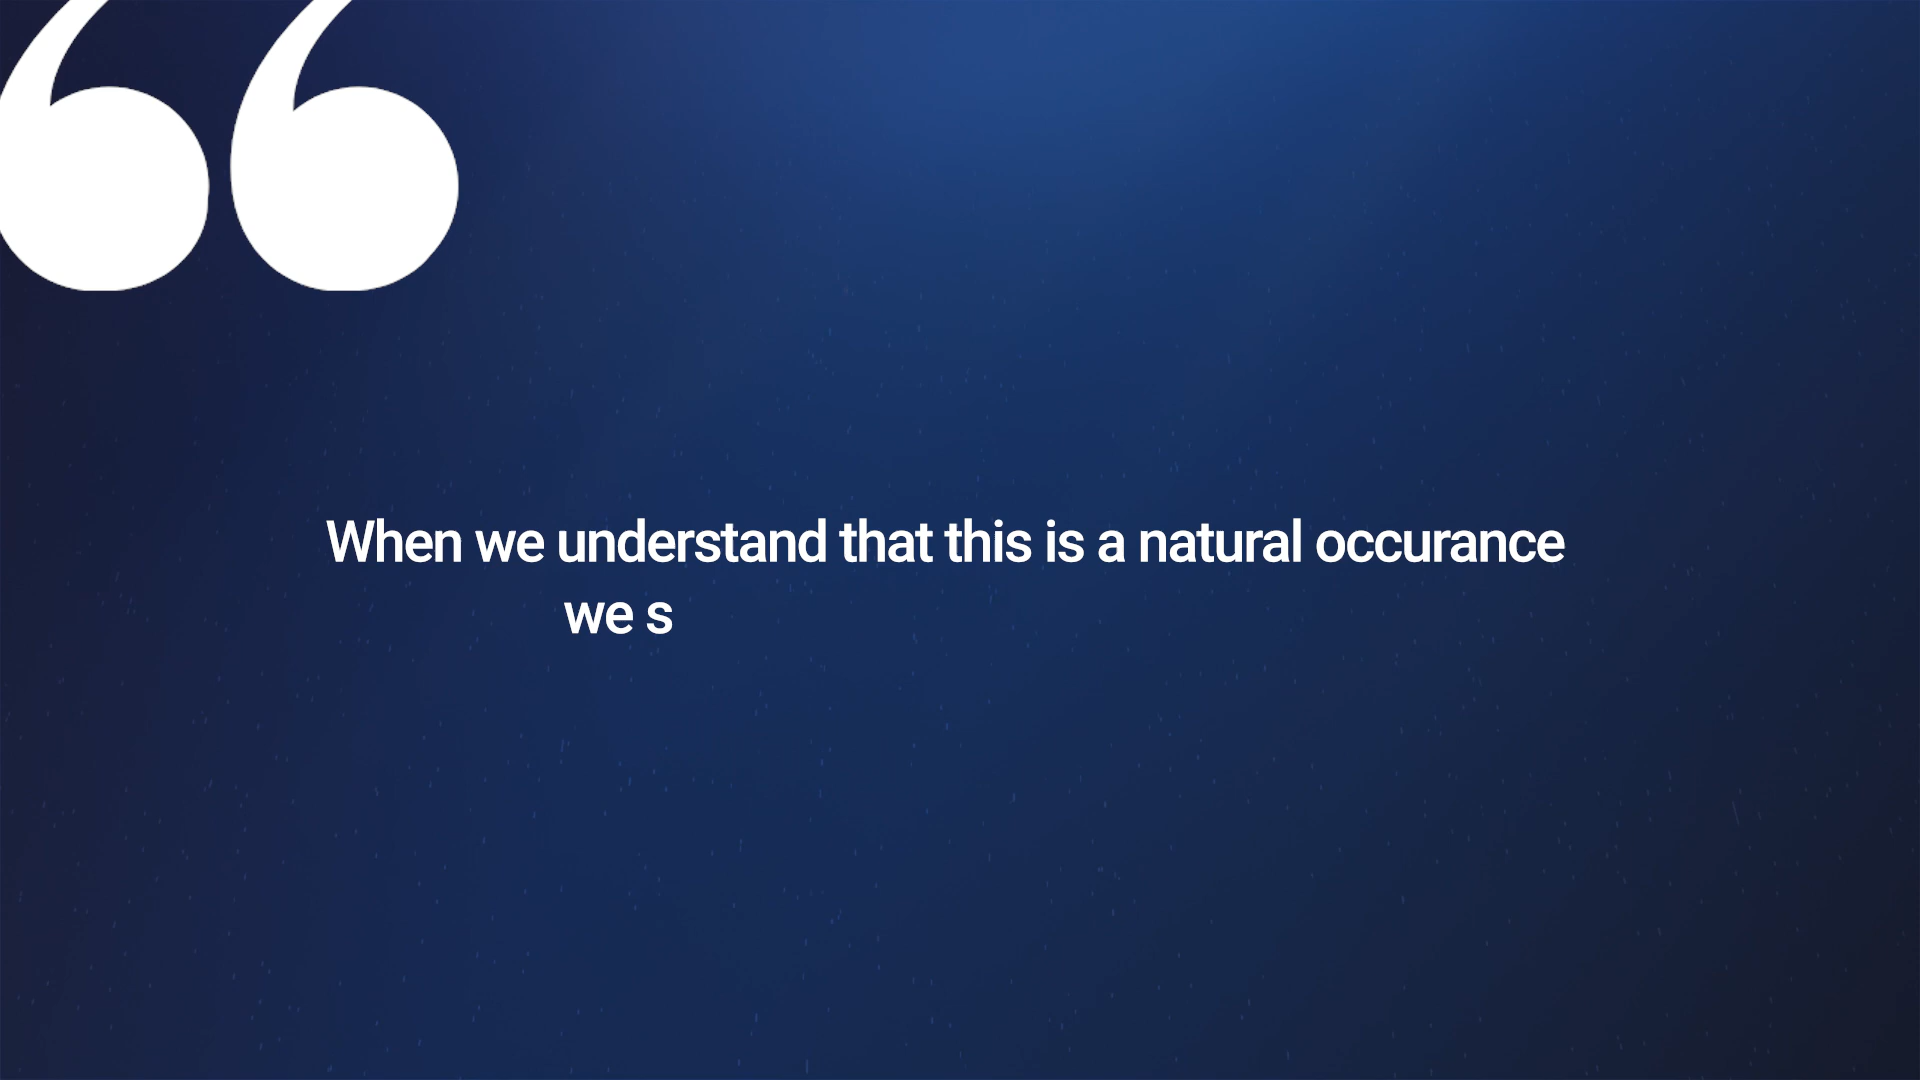 “
When we understand that this is a natural occurance
we s